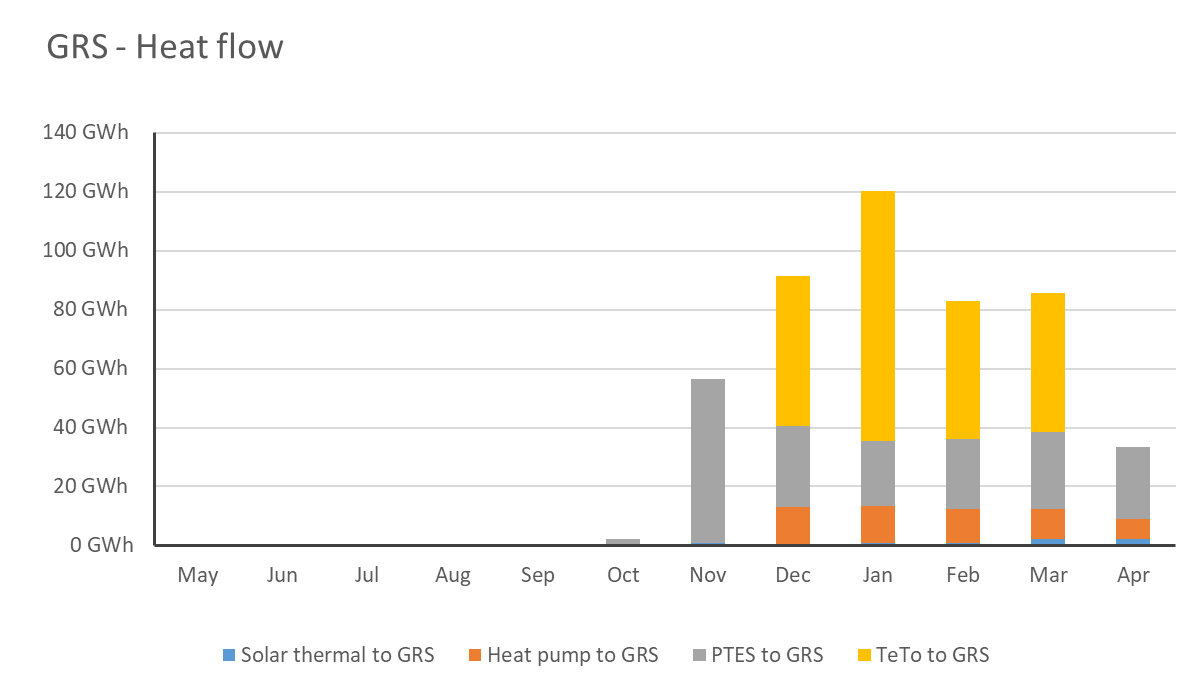 GRS - Heat flow
140 GWh
120 GWh
100 GWh
80 GWh
60 GWh
40 GWh
20 GWh
0 GWh
May Jun Jul Aug Sep Oct Nov Dec Jan Feb Mar Apr
Solar thermal to GRS Heat pump to GRS PTES to GRS TeTo to GRS